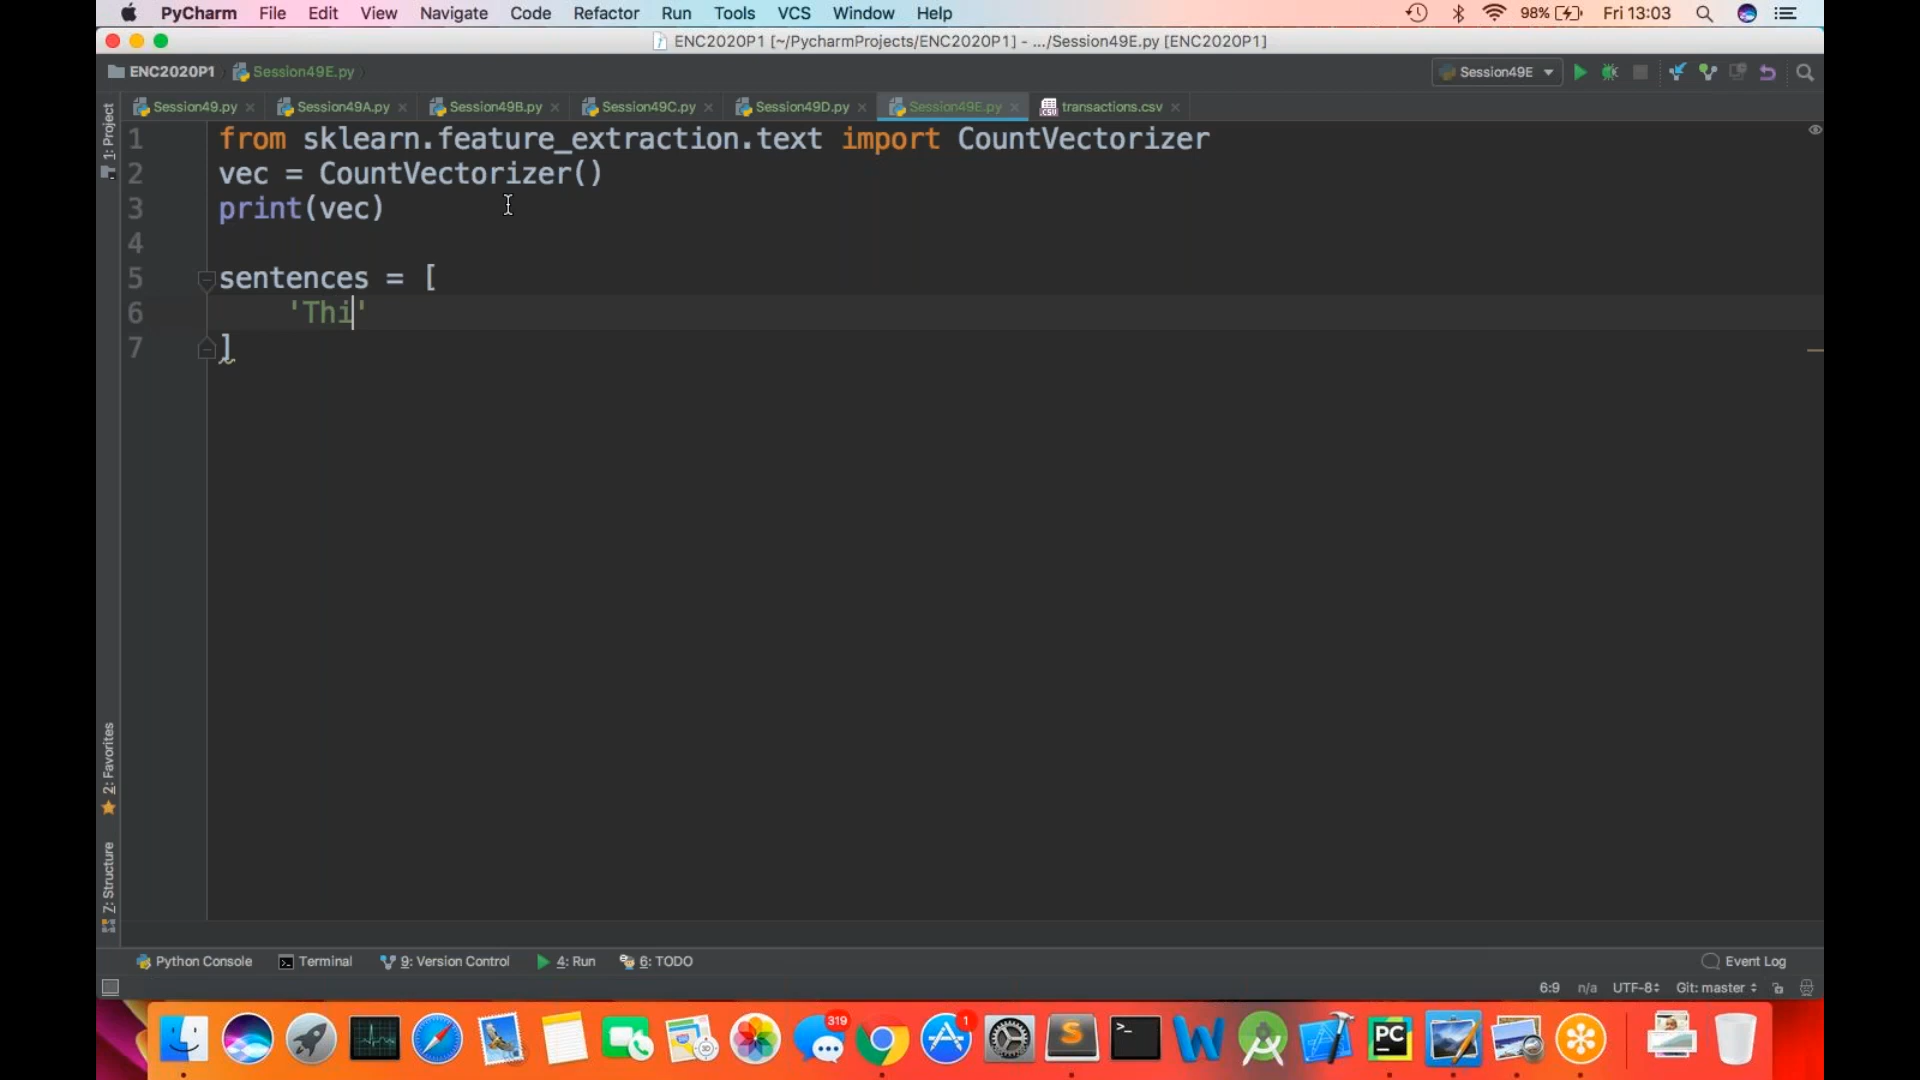 PyCharm File Edit View Navigate Code Refactor Run Tools VCS Window Help 98% Fri 13:03
ENC2020P1 [~/PycharmProjects/ENC2020P1] - .../Session49E.py [ENC2020P1]
ENC2020P1 Session49E.py Session49E
Session49.py Session49A.py Session49B.py Session49C.py Session49D.py Session49E.py transactions.csv
1: Project
1 from sklearn.feature_extraction.text import CountVectorizer
2 vec = CountVectorizer()
3 print(vec)
4
5 sentences = [
6 'Thi'
7 ]
2: Favorites
7: Structure
Python Console Terminal 9: Version Control 4: Run 6: TODO Event Log
6:9 n/a UTF-8 Git: master
319 1 S >_ W PC